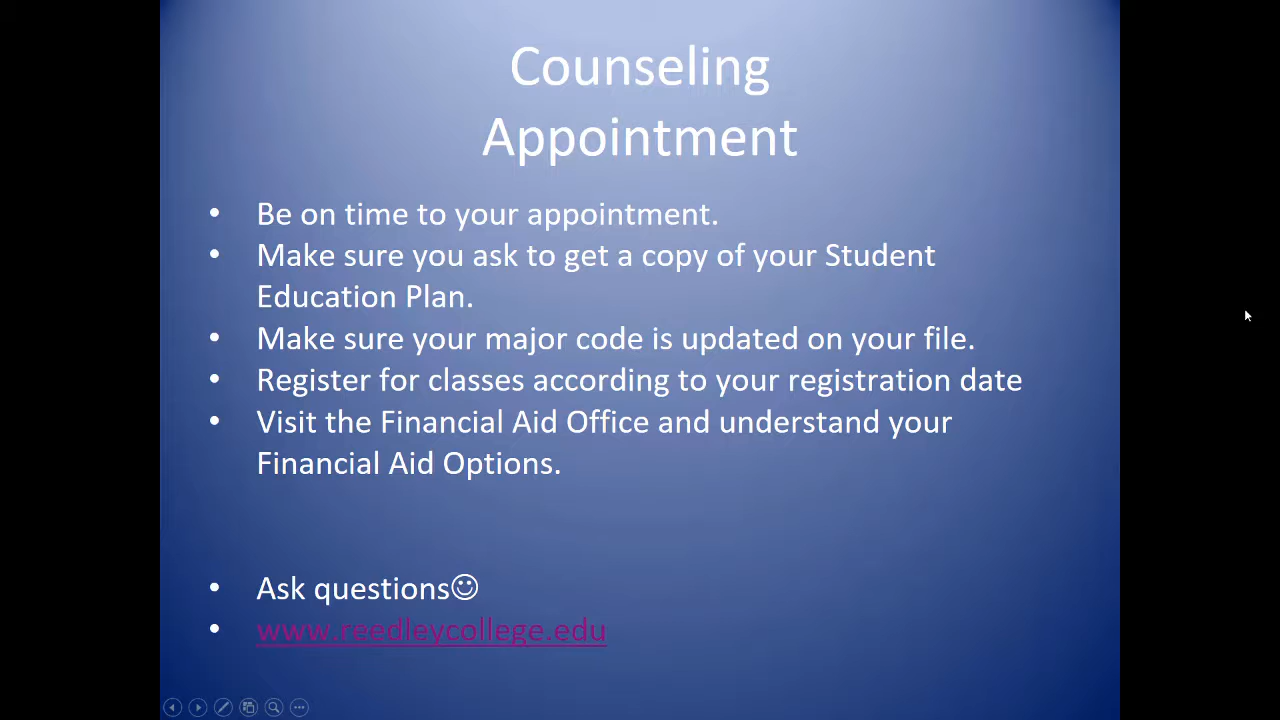 Counseling
Appointment
• Be on time to your appointment.
• Make sure you ask to get a copy of your Student
Education Plan.
• Make sure your major code is updated on your file.
• Register for classes according to your registration date
• Visit the Financial Aid Office and understand your
Financial Aid Options.
• Ask questions☺
• www.reedleycollege.edu